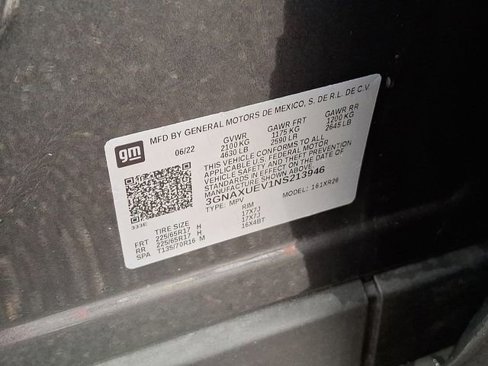 gm
MFD BY GENERAL MOTORS DE MEXICO, S. DE R.L. DE C.V.
06/22 GVWR GAWR FRT GAWR RR
2100 KG 1175 KG 1200 KG
4630 LB 2590 LB 2645 LB
THIS VEHICLE CONFORMS TO ALL
APPLICABLE U.S. FEDERAL MOTOR
VEHICLE SAFETY AND THEFT
PREVENTION STANDARDS IN EFFECT ON THE DATE OF
MANUFACTURE SHOWN ABOVE.
3GNAXUEV1NS213946
TYPE: MPV MODEL: 1XR26
333E
TIRE SIZE RIM
FRT 225/65R17 H 17X7J
RR 225/65R17 H 17X7J
SPA T135/70R16 M 16X4BT